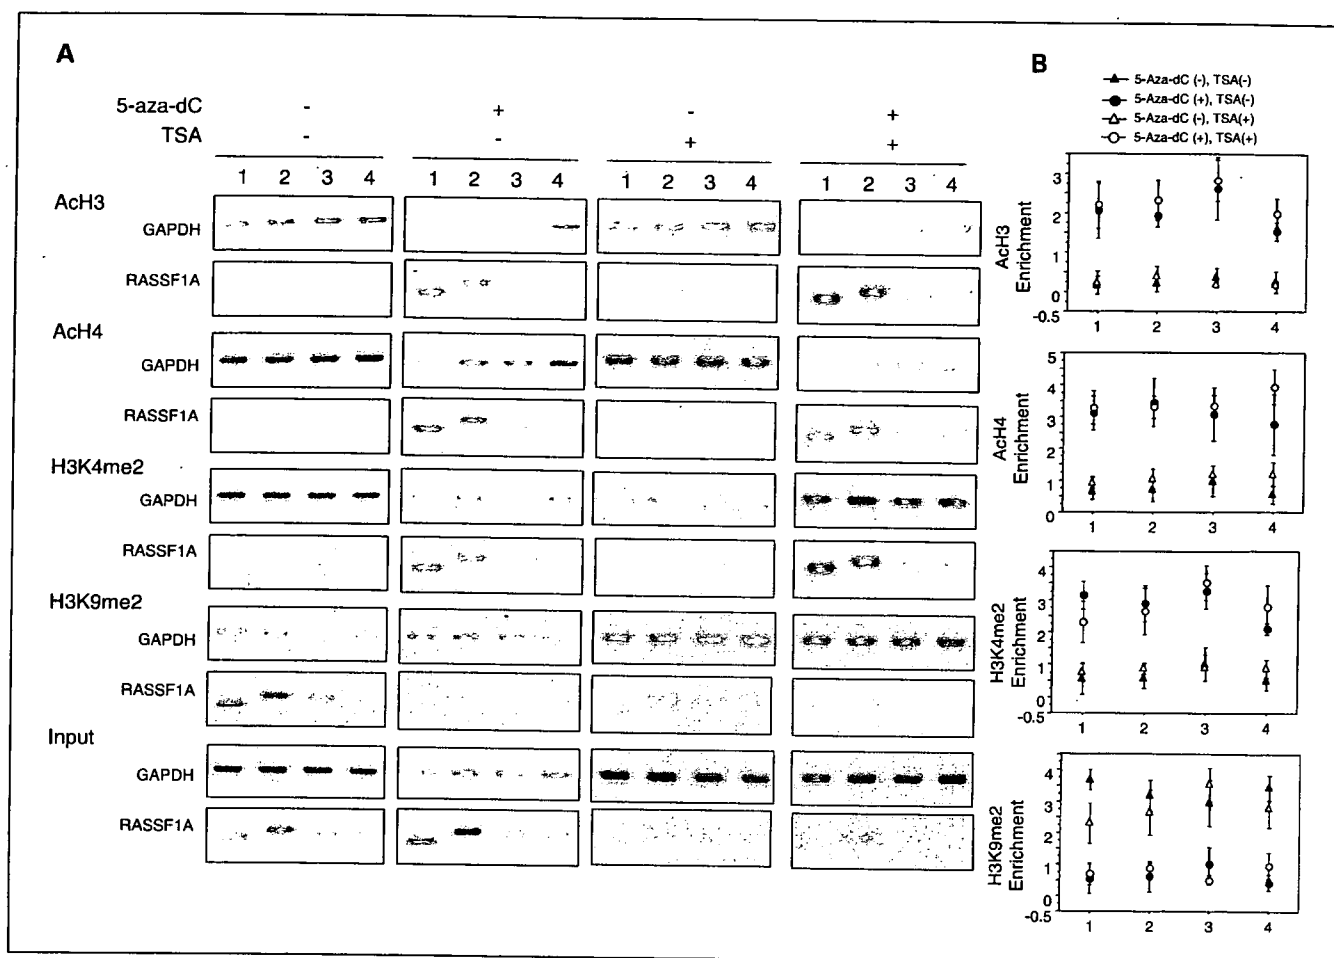 A
5-aza-dC - + - +
TSA - - + +
1 2 3 4 1 2 3 4 1 2 3 4 1 2 3 4
AcH3
GAPDH
RASSF1A
AcH4
GAPDH
RASSF1A
H3K4me2
GAPDH
RASSF1A
H3K9me2
GAPDH
RASSF1A
Input
GAPDH
RASSF1A
B
5-Aza-dC (-), TSA(-)
5-Aza-dC (+), TSA(-)
5-Aza-dC (-), TSA(+)
5-Aza-dC (+), TSA(+)
AcH3
Enrichment
3
2
1
0
-0.5
1 2 3 4
AcH4
Enrichment
5
4
3
2
1
0
1 2 3 4
H3K4me2
Enrichment
4
3
2
1
0
-0.5
1 2 3 4
H3K9me2
Enrichment
4
3
2
1
0
-0.5
1 2 3 4